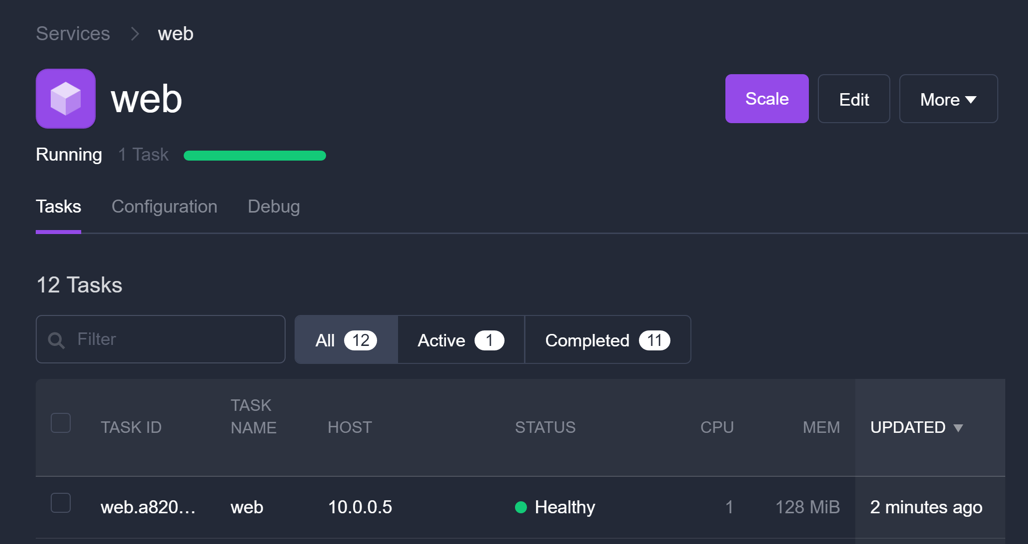 Services > web
web
Scale Edit More
Running 1 Task
Tasks Configuration Debug
12 Tasks
Filter All 12 Active 1 Completed 11
TASK ID TASK NAME HOST STATUS CPU MEM UPDATED
web.a820... web 10.0.0.5 Healthy 1 128 MiB 2 minutes ago